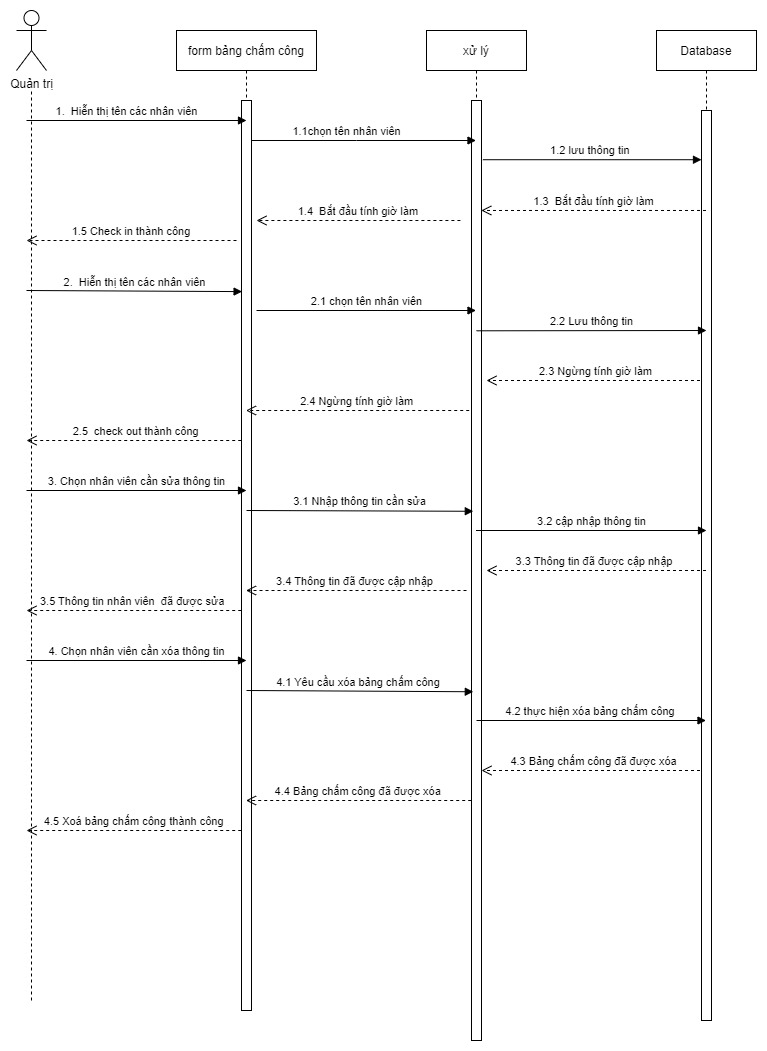 Quản trị
form bảng chấm công
xử lý
Database
1. Hiển thị tên các nhân viên
1.1chọn tên nhân viên
1.2 lưu thông tin
1.3 Bắt đầu tính giờ làm
1.4 Bắt đầu tính giờ làm
1.5 Check in thành công
2. Hiển thị tên các nhân viên
2.1 chọn tên nhân viên
2.2 Lưu thông tin
2.3 Ngừng tính giờ làm
2.4 Ngừng tính giờ làm
2.5 check out thành công
3. Chọn nhân viên cần sửa thông tin
3.1 Nhập thông tin cần sửa
3.2 cập nhập thông tin
3.3 Thông tin đã được cập nhập
3.4 Thông tin đã được cập nhập
3.5 Thông tin nhân viên đã được sửa
4. Chọn nhân viên cần xóa thông tin
4.1 Yêu cầu xóa bảng chấm công
4.2 thực hiện xóa bảng chấm công
4.3 Bảng chấm công đã được xóa
4.4 Bảng chấm công đã được xóa
4.5 Xoá bảng chấm công thành công